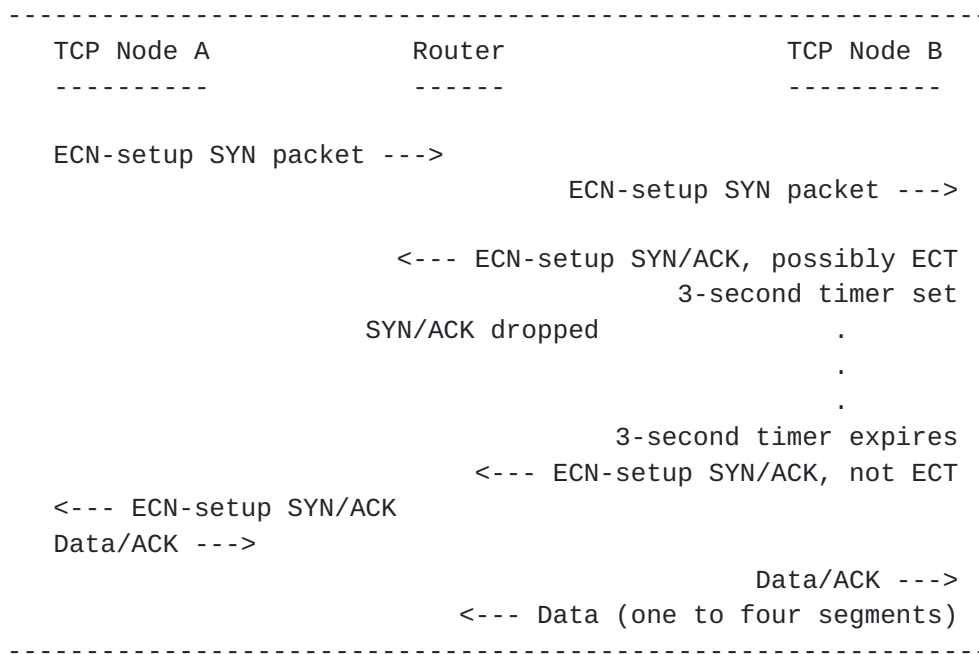 ---------------------------------------------------------------
TCP Node A             Router                  TCP Node B
----------             ------                  ----------
ECN-setup SYN packet --->
ECN-setup SYN packet --->
<--- ECN-setup SYN/ACK, possibly ECT
3-second timer set
SYN/ACK dropped               .
.
.
3-second timer expires
<--- ECN-setup SYN/ACK, not ECT
<--- ECN-setup SYN/ACK
Data/ACK --->
Data/ACK --->
<--- Data (one to four segments)
---------------------------------------------------------------